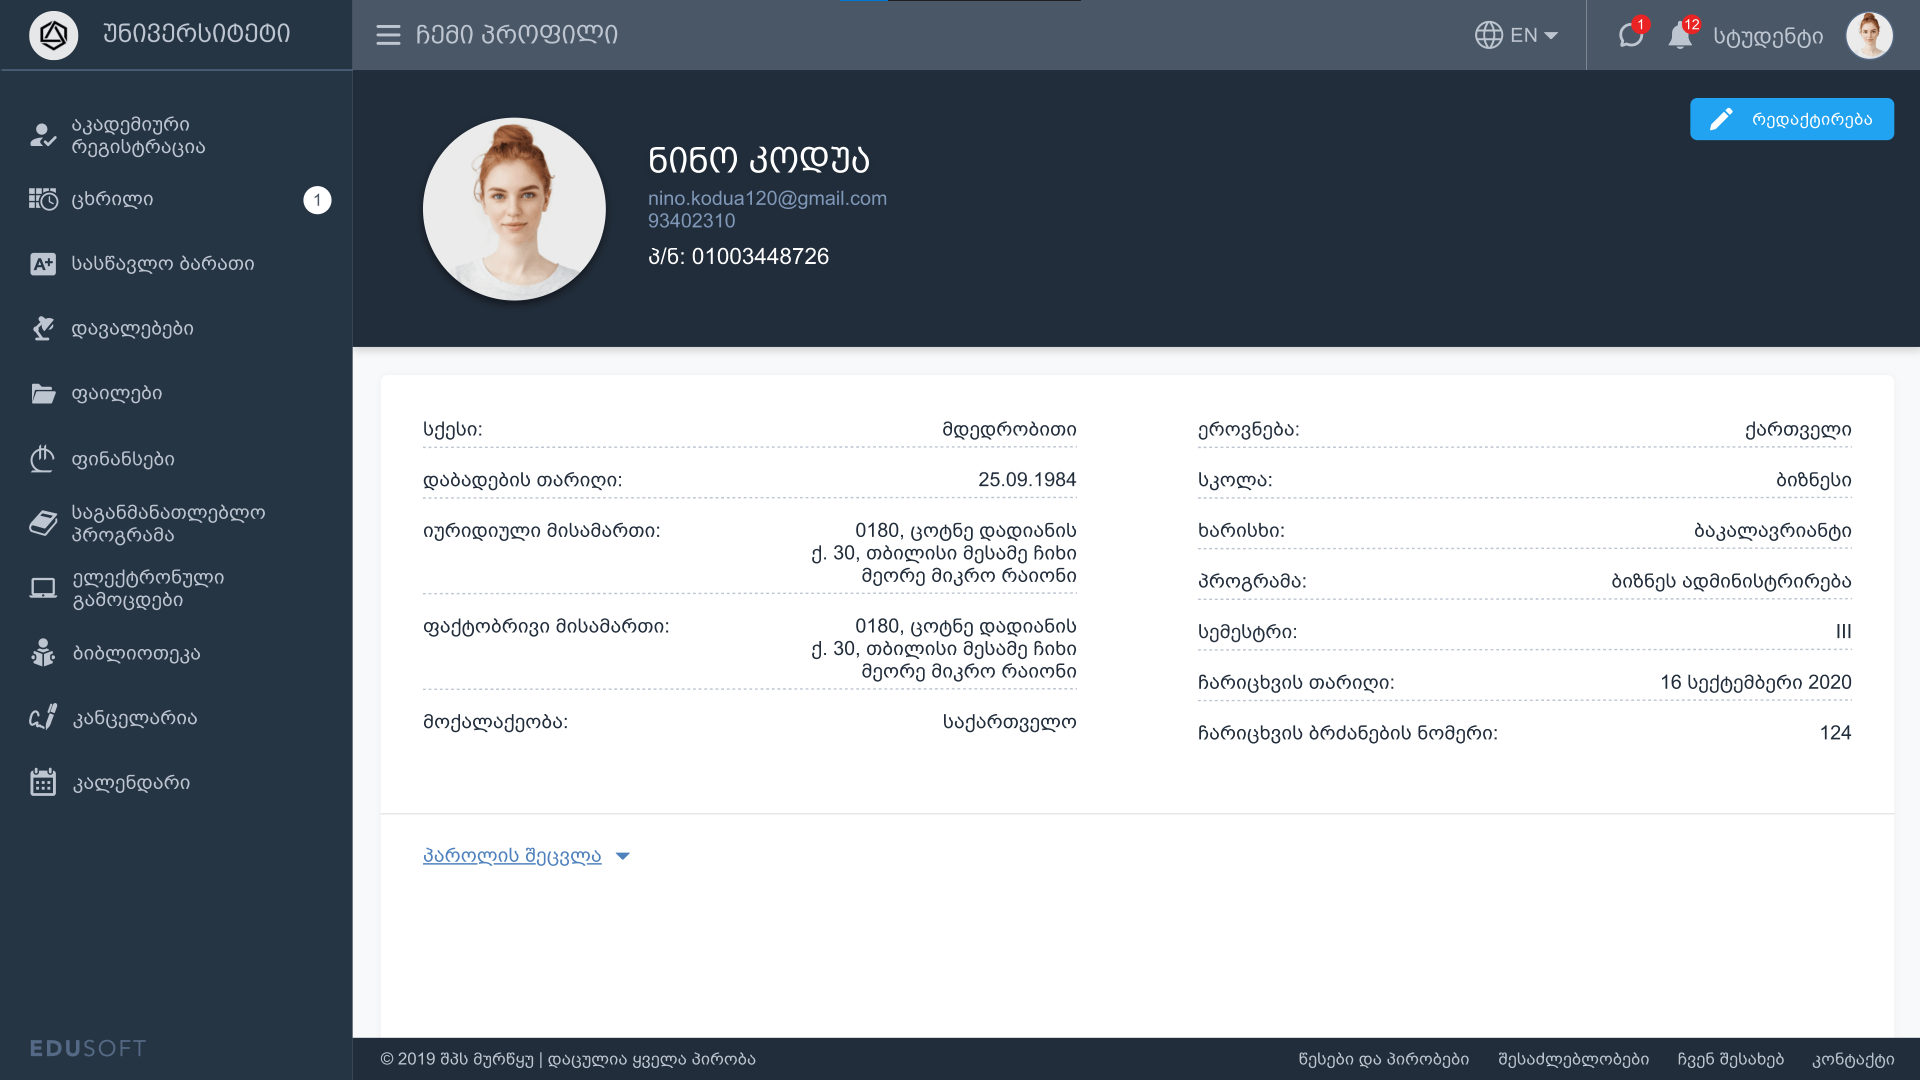 უნივერსიტეტი
ჩემი პროფილი
EN
1
12
სტუდენტი
აკადემიური
რეგისტრაცია
ცხრილი
1
სასწავლო ბარათი
დავალებები
ფაილები
ფინანსები
საგანმანათლებლო
პროგრამა
ელექტრონული
გამოცდები
ბიბლიოთეკა
კანცელარია
კალენდარი
EDUSOFT
რედაქტირება
ნინო კოდუა
nino.kodua120@gmail.com
93402310
პ/ნ: 01003448726
სქესი: მდედრობითი
დაბადების თარიღი: 25.09.1984
იურიდიული მისამართი: 0180, ცოტნე დადიანის
ქ. 30, თბილისი მესამე ჩიხი
მეორე მიკრო რაიონი
ფაქტობრივი მისამართი: 0180, ცოტნე დადიანის
ქ. 30, თბილისი მესამე ჩიხი
მეორე მიკრო რაიონი
მოქალაქეობა: საქართველო
ეროვნება: ქართველი
სკოლა: ბიზნესი
ხარისხი: ბაკალავრიანტი
პროგრამა: ბიზნეს ადმინისტრირება
სემესტრი: III
ჩარიცხვის თარიღი: 16 სექტემბერი 2020
ჩარიცხვის ბრძანების ნომერი: 124
პაროლის შეცვლა
© 2019 შპს მურწყუ | დაცულია ყველა პირობა
წესები და პირობები
შესაძლებლობები
ჩვენ შესახებ
კონტაქტი